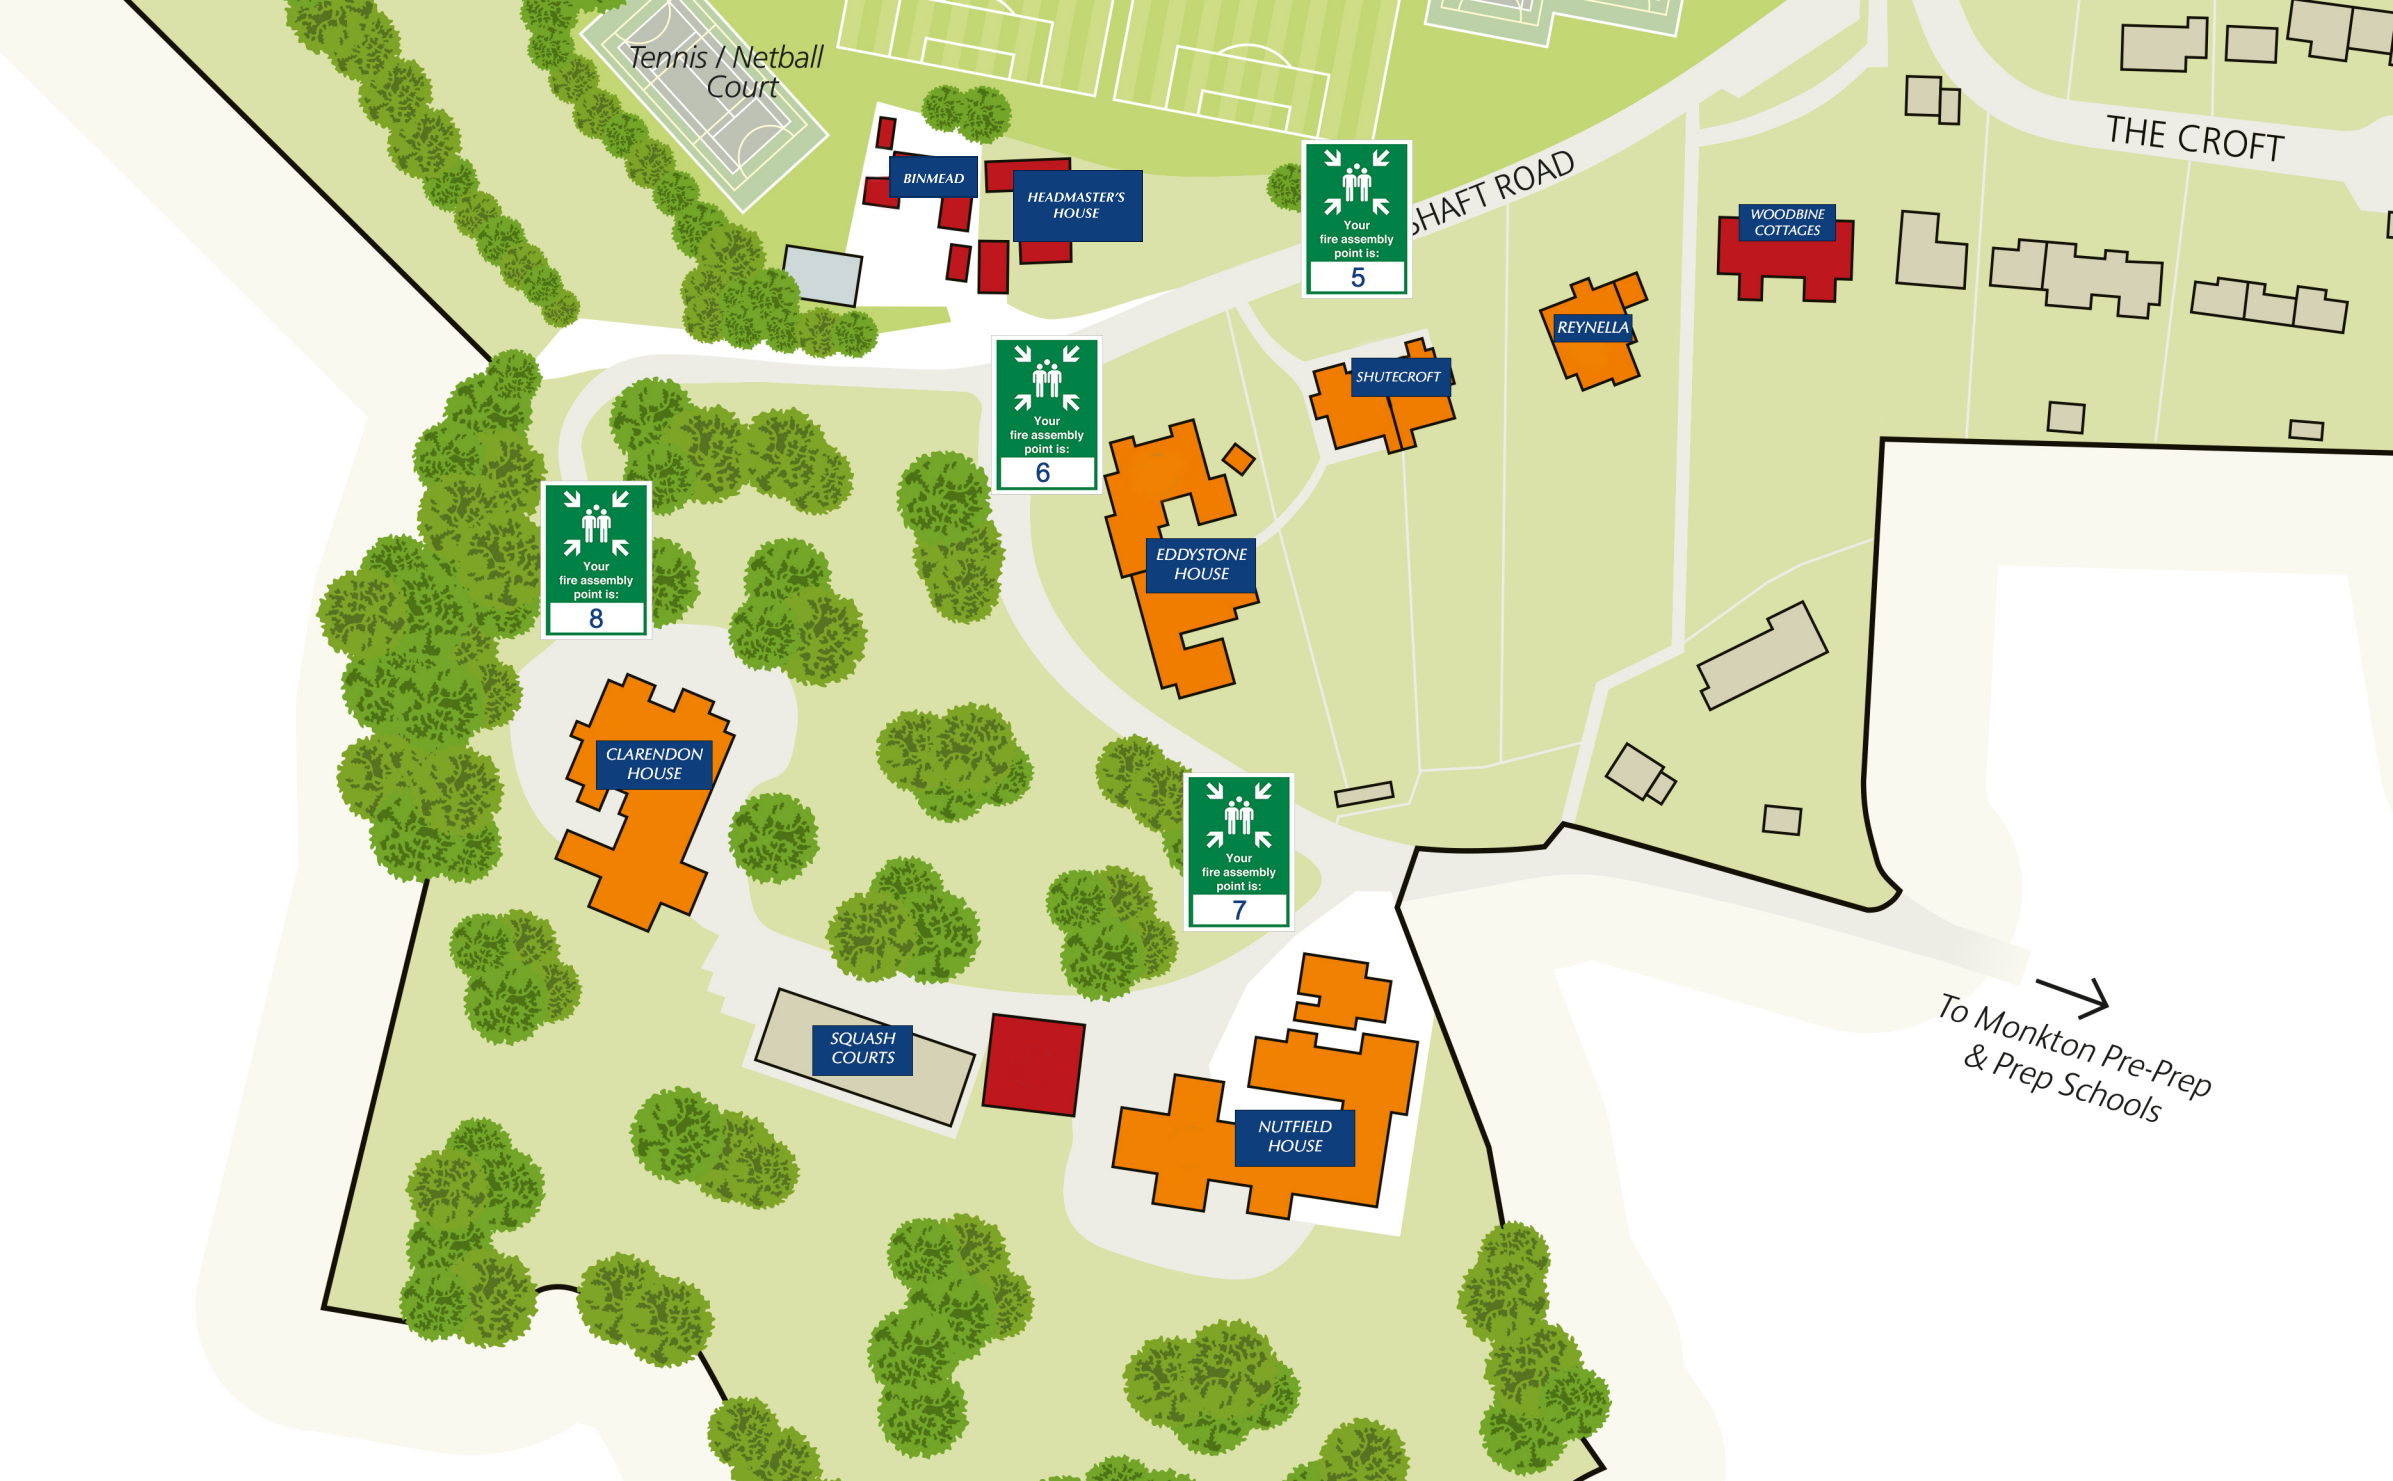 Tennis / Netball
Court
THE CROFT
BINMEAD
HEADMASTER'S
HOUSE
Your
fire assembly
point is:
5
SHAFT ROAD
WOODBINE
COTTAGES
REYNELLA
SHUTECROFT
Your
fire assembly
point is:
6
EDDYSTONE
HOUSE
Your
fire assembly
point is:
8
CLARENDON
HOUSE
Your
fire assembly
point is:
7
SQUASH
COURTS
NUTFIELD
HOUSE
To Monkton Pre-Prep
& Prep Schools